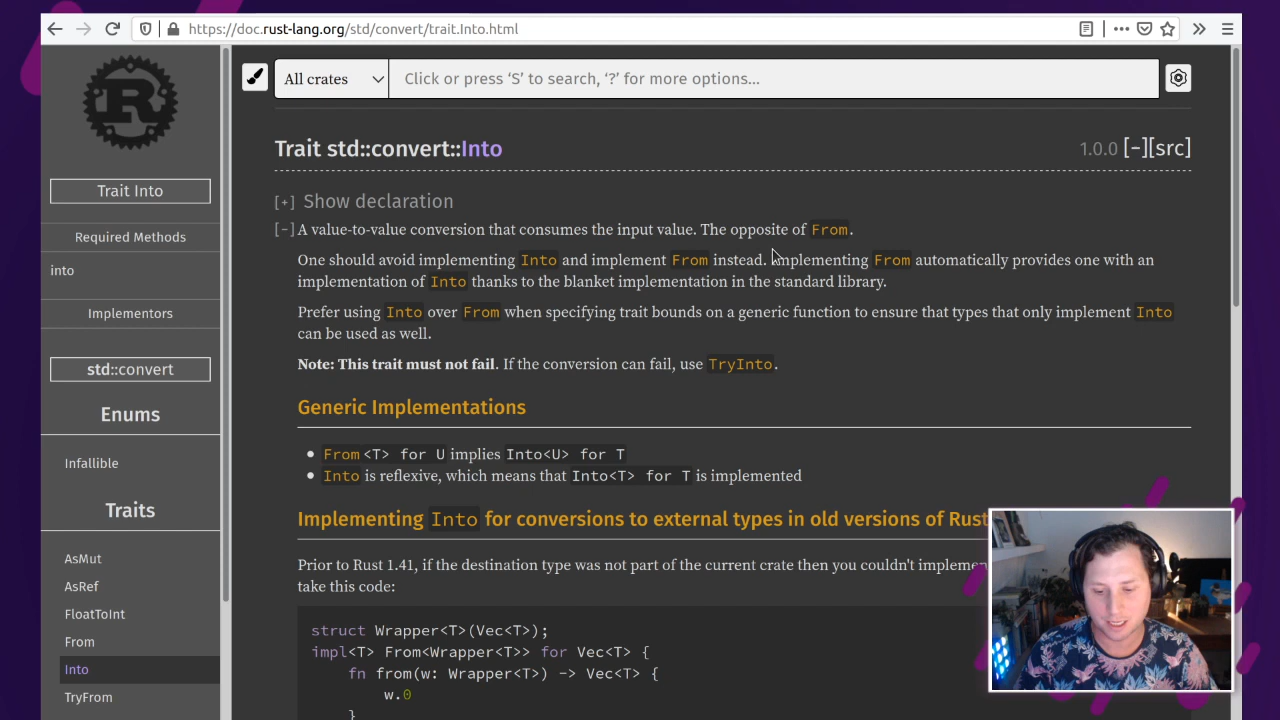 https://doc.rust-lang.org/std/convert/trait.Into.html
R
Trait Into
Required Methods
into
Implementors
std::convert
Enums
Infallible
Traits
AsMut
AsRef
FloatToInt
From
Into
TryFrom
All crates
Click or press ‘S’ to search, ‘?’ for more options…
Trait std::convert::Into
1.0.0 [-][src]
[+] Show declaration
[-] A value-to-value conversion that consumes the input value. The opposite of From.
One should avoid implementing Into and implement From instead. Implementing From automatically provides one with an
implementation of Into thanks to the blanket implementation in the standard library.
Prefer using Into over From when specifying trait bounds on a generic function to ensure that types that only implement Into
can be used as well.
Note: This trait must not fail. If the conversion can fail, use TryInto.
Generic Implementations
• From<T> for U implies Into<U> for T
• Into is reflexive, which means that Into<T> for T is implemented
Implementing Into for conversions to external types in old versions of Rust
Prior to Rust 1.41, if the destination type was not part of the current crate then you couldn't implemen
take this code:
struct Wrapper<T>(Vec<T>);
impl<T> From<Wrapper<T>> for Vec<T> {
fn from(w: Wrapper<T>) -> Vec<T> {
w.0
}